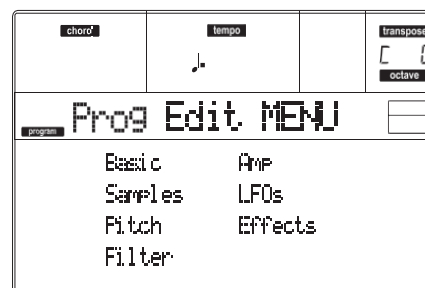 chord tempo transpose
C
octave
program Prog Edit MENU
Basic Amp
Samples LFOs
Pitch Effects
Filter